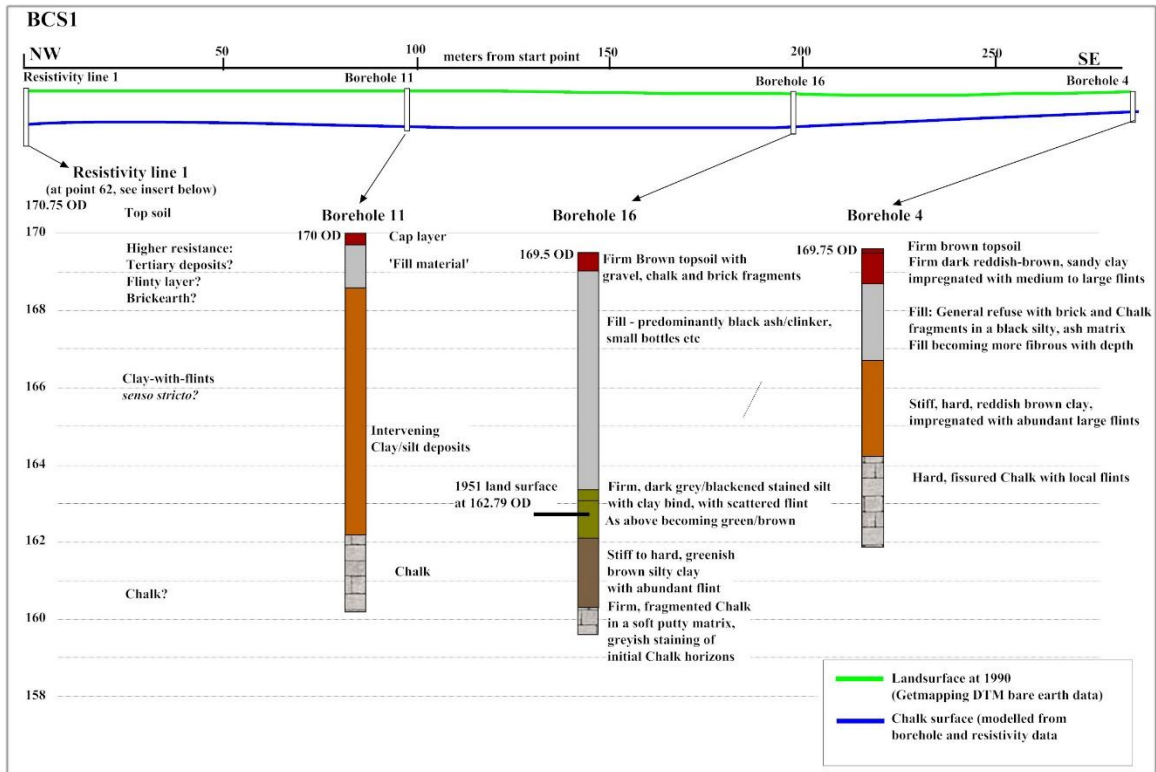 BCS1
NW
50
100
meters from start point
150
200
250
SE
Resistivity line 1
Borehole 11
Borehole 16
Borehole 4
Resistivity line 1
(at point 62, see insert below)
170.75 OD
Top soil
Higher resistance:
Tertiary deposits?
Flinty layer?
Brickearth?
Clay-with-flints
senso stricto?
Chalk?
170
168
166
164
162
160
158
Borehole 11
170 OD
Cap layer
'Fill material'
Intervening
Clay/silt deposits
Chalk
Borehole 16
169.5 OD
Firm Brown topsoil with
gravel, chalk and brick fragments
Fill - predominantly black ash/clinker,
small bottles etc
1951 land surface
at 162.79 OD
Firm, dark grey/blackened stained silt
with clay bind, with scattered flint
As above becoming green/brown
Stiff to hard, greenish
brown silty clay
with abundant flint
Firm, fragmented Chalk
in a soft putty matrix,
greyish staining of
initial Chalk horizons
Borehole 4
169.75 OD
Firm brown topsoil
Firm dark reddish-brown, sandy clay
impregnated with medium to large flints
Fill: General refuse with brick and Chalk
fragments in a black silty, ash matrix
Fill becoming more fibrous with depth
Stiff, hard, reddish brown clay,
impregnated with abundant large flints
Hard, fissured Chalk with local flints
Landsurface at 1990
(Getmapping DTM bare earth data)
Chalk surface (modelled from
borehole and resistivity data